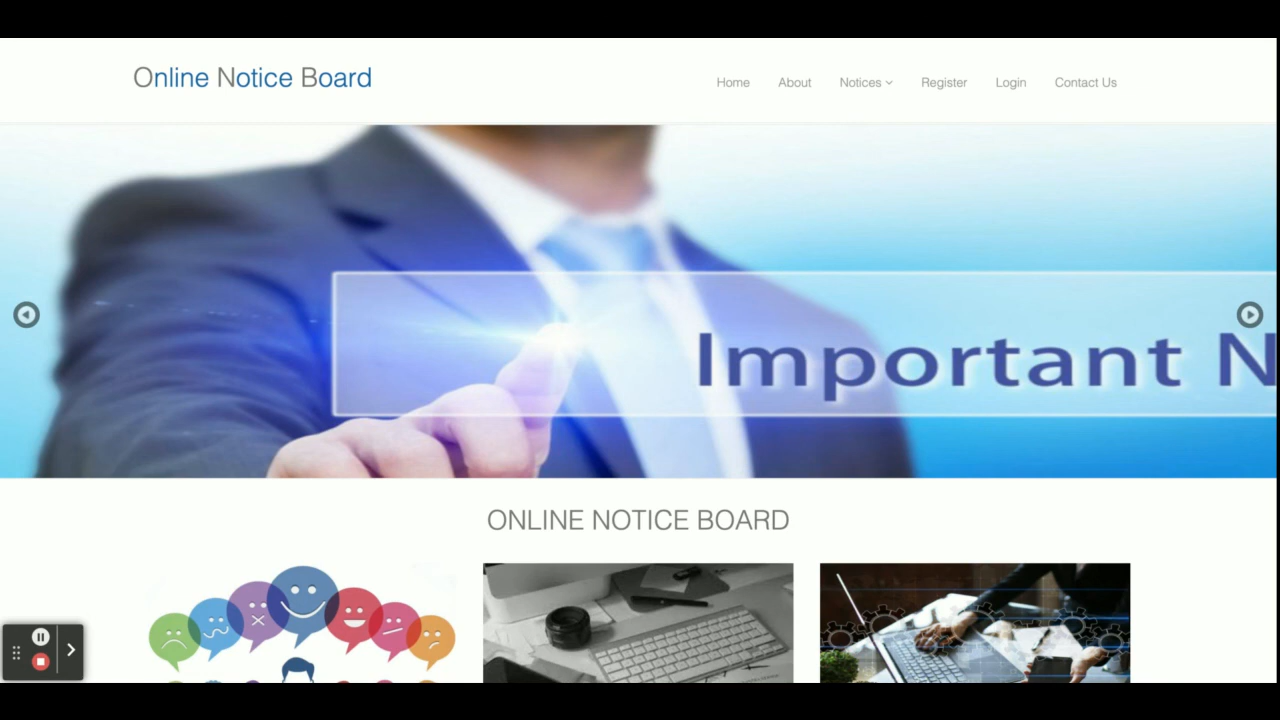 Online Notice Board
Home About Notices Register Login Contact Us
Important N
ONLINE NOTICE BOARD